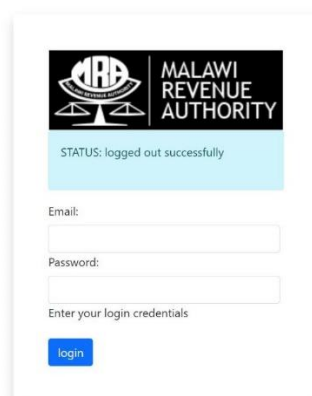 MRA
MALAWI REVENUE AUTHORITY
MALAWI
REVENUE
AUTHORITY
STATUS: logged out successfully
Email:
Password:
Enter your login credentials
login